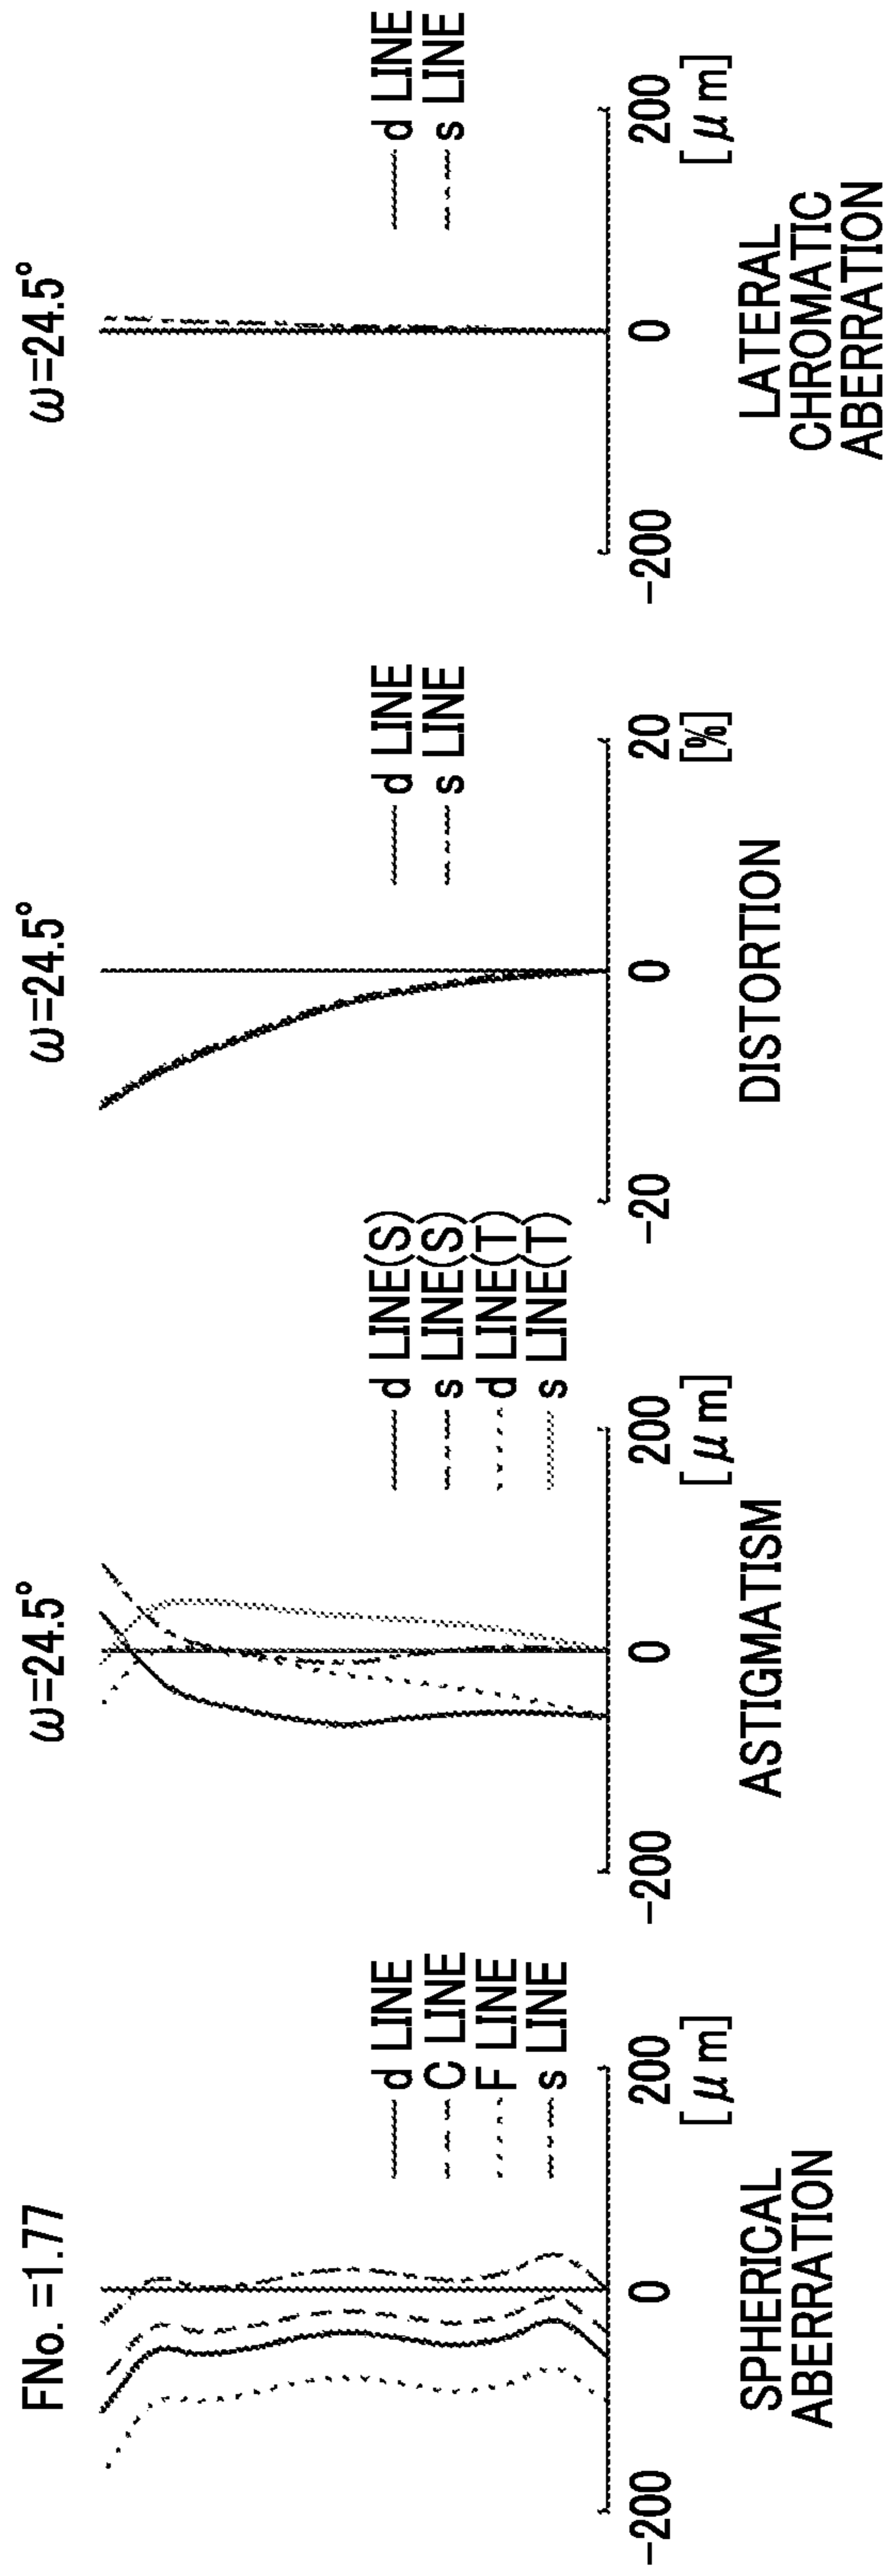 FNo. =1.77
d LINE
C LINE
F LINE
s LINE
-200
0
200
[μm]
SPHERICAL
ABERRATION
ω=24.5°
d LINE(S)
s LINE(S)
d LINE(T)
s LINE(T)
-200
0
200
[μm]
ASTIGMATISM
ω=24.5°
d LINE
s LINE
-20
0
20
[%]
DISTORTION
ω=24.5°
d LINE
s LINE
-200
0
200
[μm]
LATERAL
CHROMATIC
ABERRATION